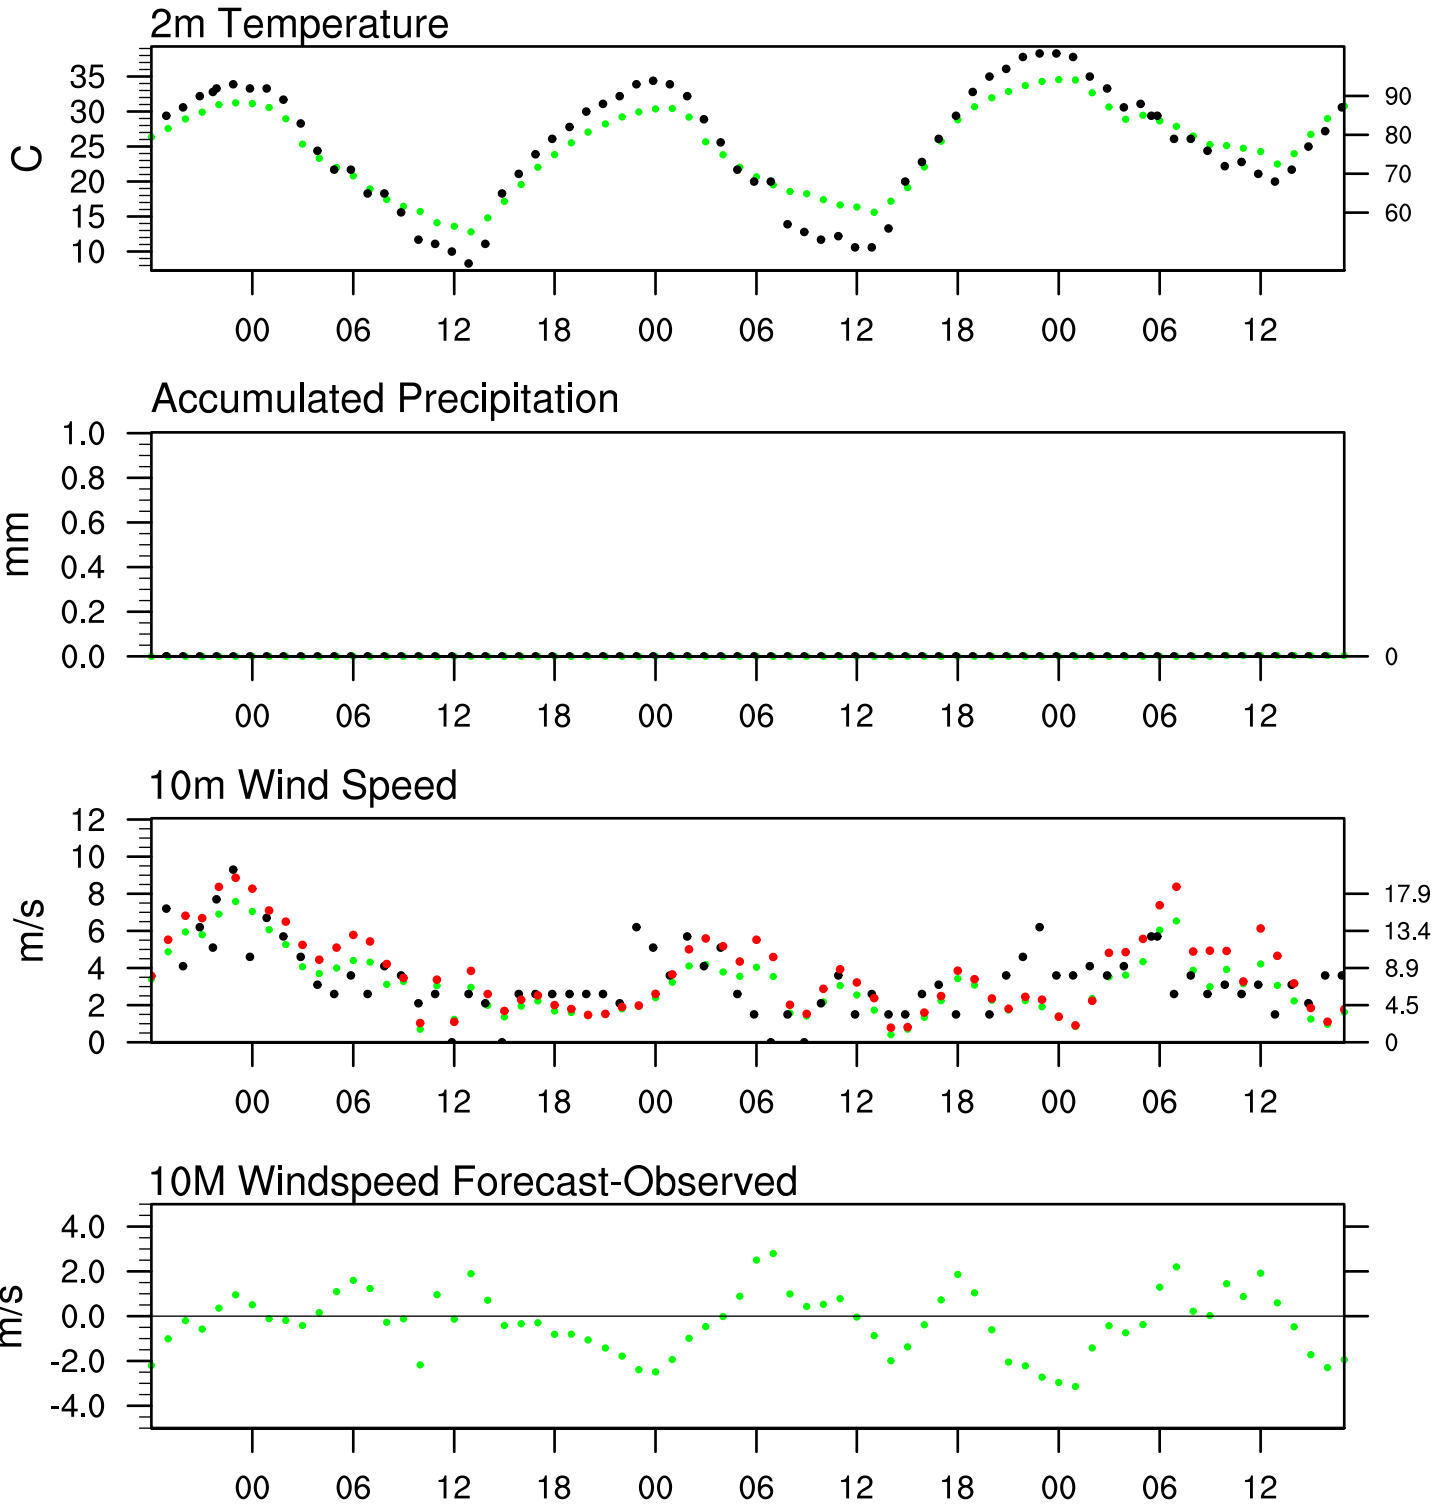 2m Temperature
C
35
30
25
20
15
10
90
80
70
60
00 06 12 18 00 06 12 18 00 06 12
Accumulated Precipitation
mm
1.0
0.8
0.6
0.4
0.2
0.0
0
00 06 12 18 00 06 12 18 00 06 12
10m Wind Speed
m/s
12
10
8
6
4
2
0
17.9
13.4
8.9
4.5
0
00 06 12 18 00 06 12 18 00 06 12
10M Windspeed Forecast-Observed
m/s
4.0
2.0
0.0
-2.0
-4.0
00 06 12 18 00 06 12 18 00 06 12